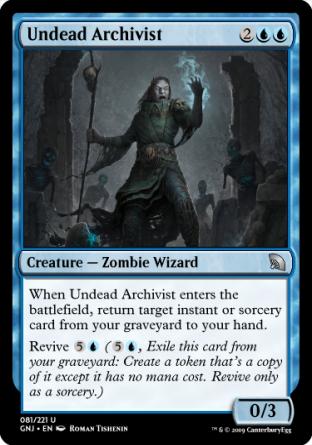 Undead Archivist 2
Creature — Zombie Wizard
When Undead Archivist enters the
battlefield, return target instant or sorcery
card from your graveyard to your hand.
Revive 5 ( 5 , Exile this card from
your graveyard: Create a token that's a copy
of it except it has no mana cost. Revive only
as a sorcery.)
0/3
081/221 U
GNJ • EN Roman Tishenin
™ & © 2019 CanterburyEgg